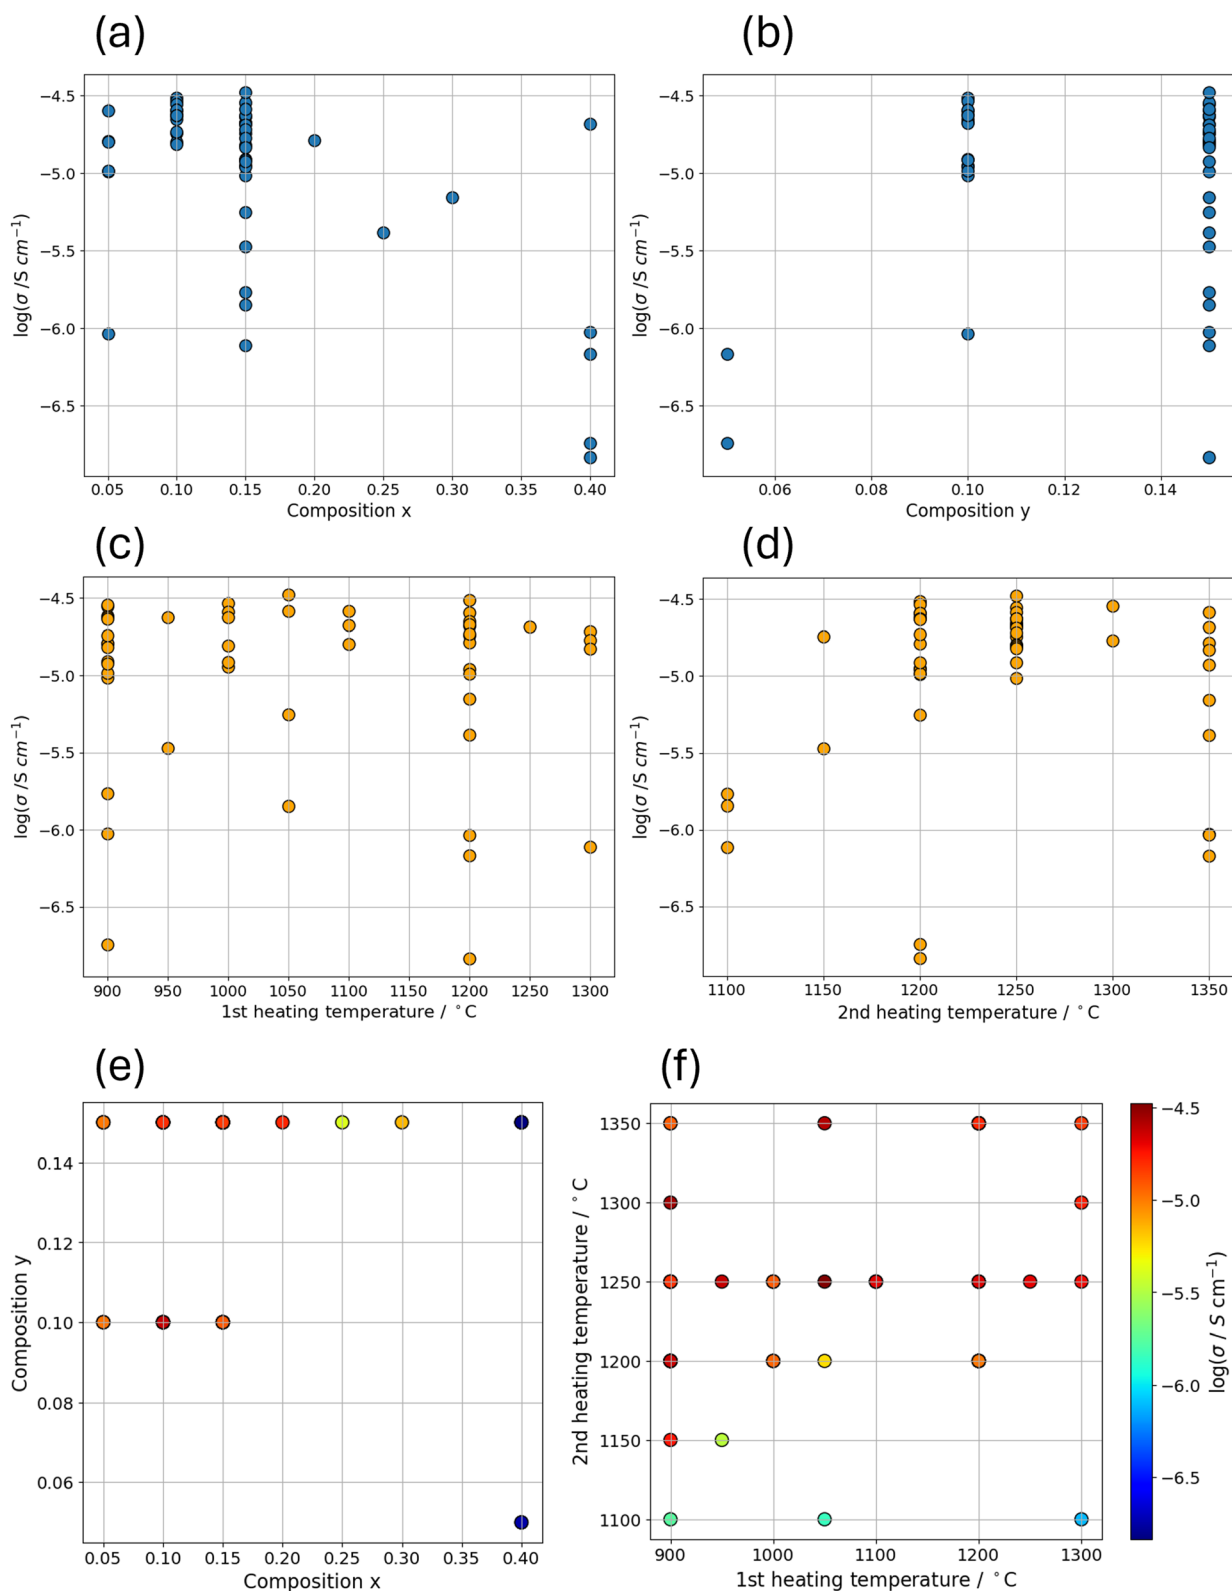 (a)
(b)
−4.5
−5.0
−5.5
−6.0
−6.5
log(σ /S cm⁻¹)
0.05 0.10 0.15 0.20 0.25 0.30 0.35 0.40
Composition x
−4.5
−5.0
−5.5
−6.0
−6.5
log(σ /S cm⁻¹)
0.06 0.08 0.10 0.12 0.14
Composition y
(c)
(d)
−4.5
−5.0
−5.5
−6.0
−6.5
log(σ /S cm⁻¹)
900 950 1000 1050 1100 1150 1200 1250 1300
1st heating temperature / °C
−4.5
−5.0
−5.5
−6.0
−6.5
log(σ /S cm⁻¹)
1100 1150 1200 1250 1300 1350
2nd heating temperature / °C
(e)
(f)
0.14
0.12
0.10
0.08
0.06
Composition y
0.05 0.10 0.15 0.20 0.25 0.30 0.35 0.40
Composition x
1350
1300
1250
1200
1150
1100
2nd heating temperature / °C
900 1000 1100 1200 1300
1st heating temperature / °C
−4.5
−5.0
−5.5
−6.0
−6.5
log(σ / S cm⁻¹)